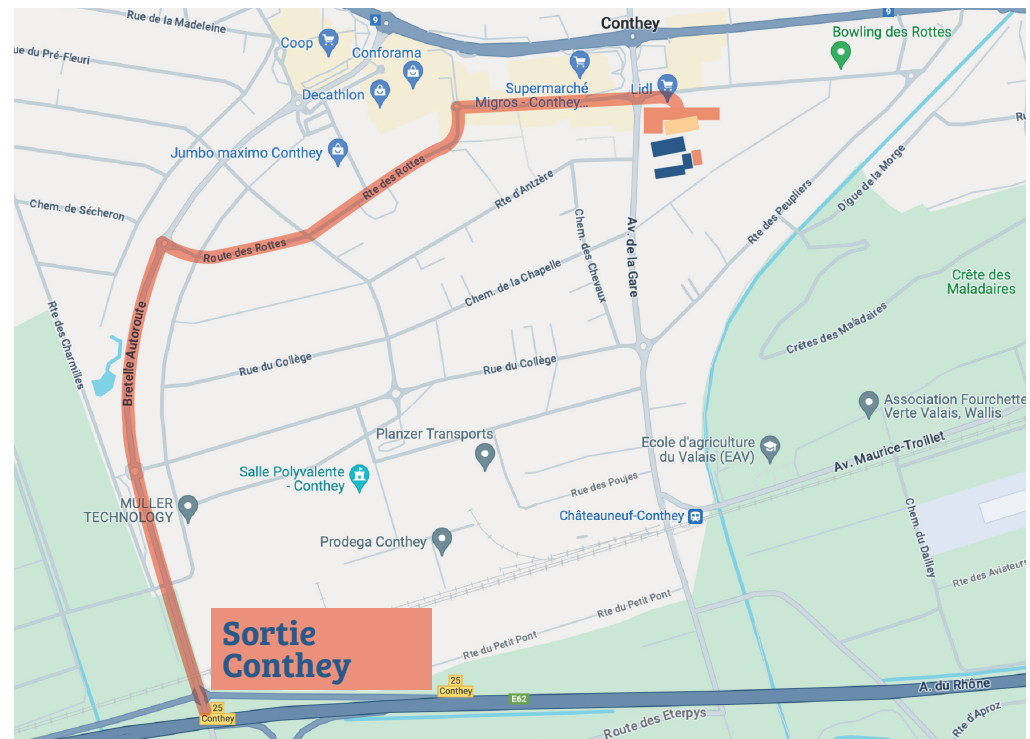 Rue de la Madeleine
9
Conthey
9
Bowling des Rottes
Coop
Conforama
ue du Pré-Fleuri
Decathlon
Supermarché
Migros - Conthey...
Lidl
Ru
Jumbo maximo Conthey
Rte des Rottes
Rte d'Antzère
Digue de la Morge
Chem. de Sécheron
Rte des Peupliers
Route des Rottes
Chem. des Chevaux
Av. de la Gare
Chem. de la Chapelle
Crête des
Maladaires
Rte des Charmilles
Bretelle Autoroute
Crêtes des Maladaires
Rue du Collège
Rue du Collège
Association Fourchette
Verte Valais, Wallis
Planzer Transports
Ecole d'agriculture
du Valais (EAV)
Av. Maurice-Troillet
Salle Polyvalente
- Conthey
Rue des Poujes
MULLER
TECHNOLOGY
Châteauneuf-Conthey
Chem. du Dailley
Prodega Conthey
Rte des Aviateurs
Rte du Petit Pont
Sortie
Conthey
Rte du Petit Pont
25
Conthey
E62
A. du Rhône
25
Conthey
Route des Eterpys
Rte d'Aproz